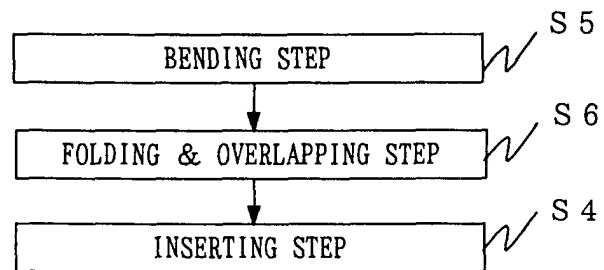 S 5
BENDING STEP
S 6
FOLDING & OVERLAPPING STEP
S 4
INSERTING STEP